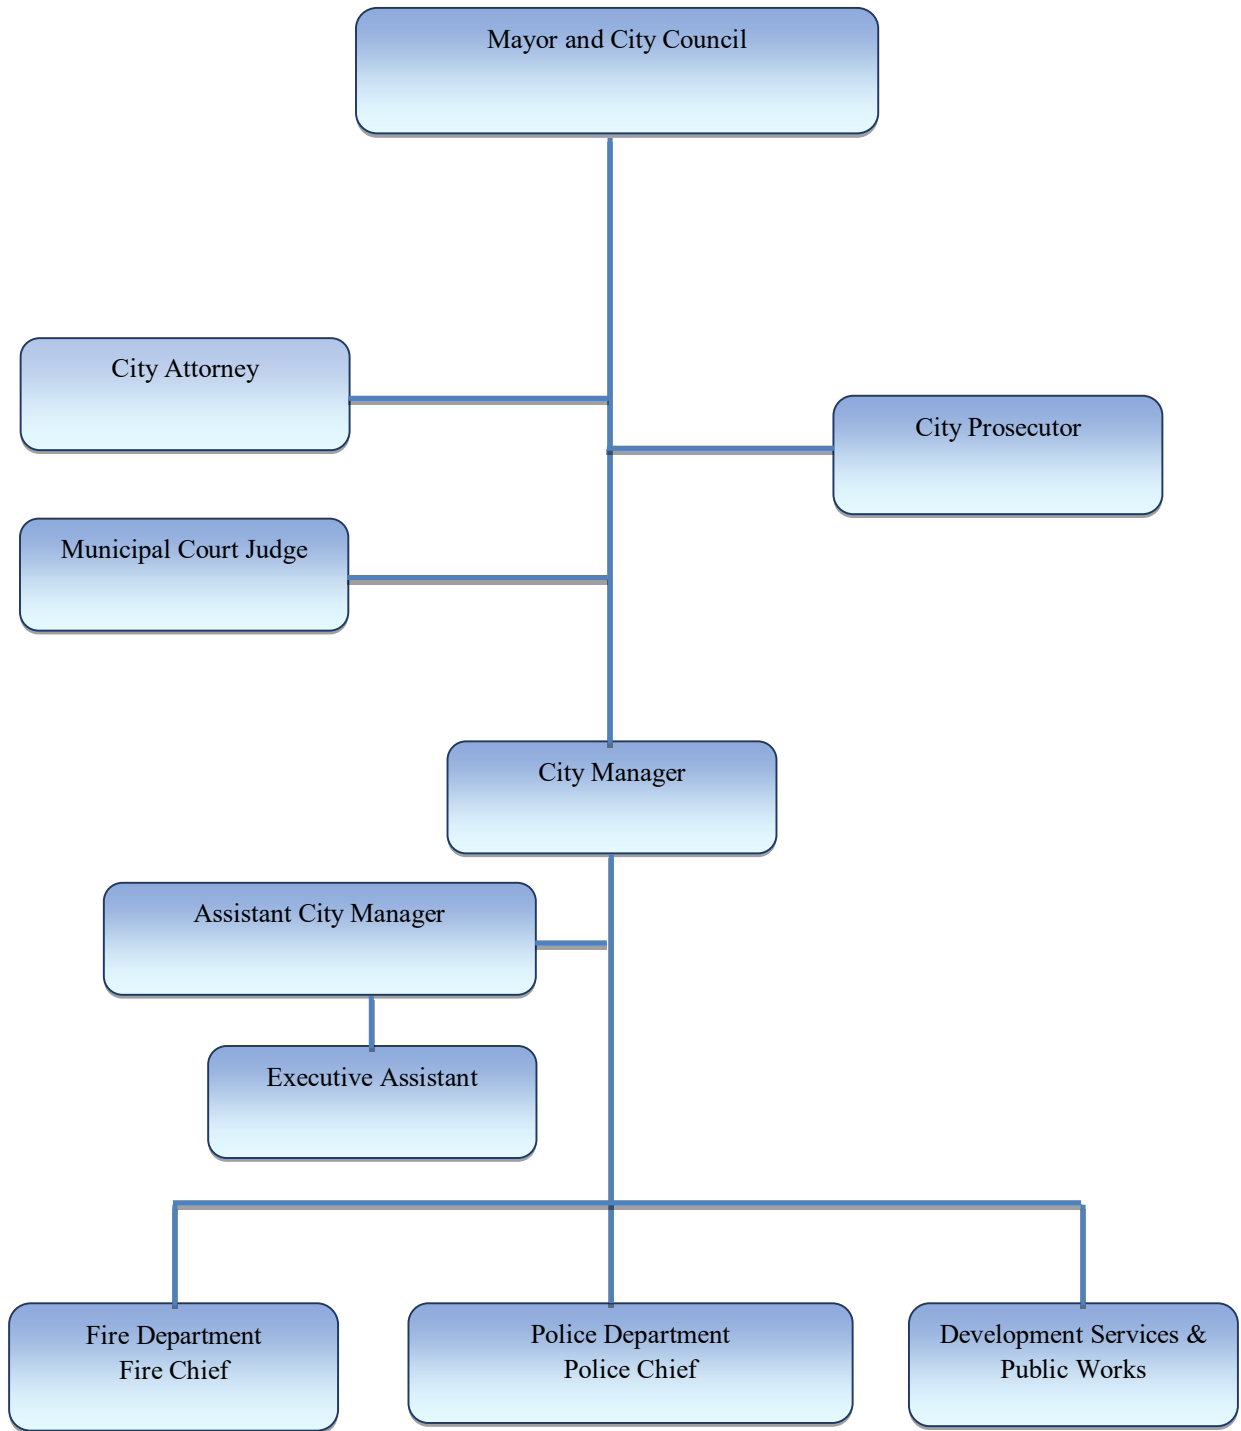 Mayor and City Council
City Attorney
City Prosecutor
Municipal Court Judge
City Manager
Assistant City Manager
Executive Assistant
Fire Department
Fire Chief
Police Department
Police Chief
Development Services &
Public Works